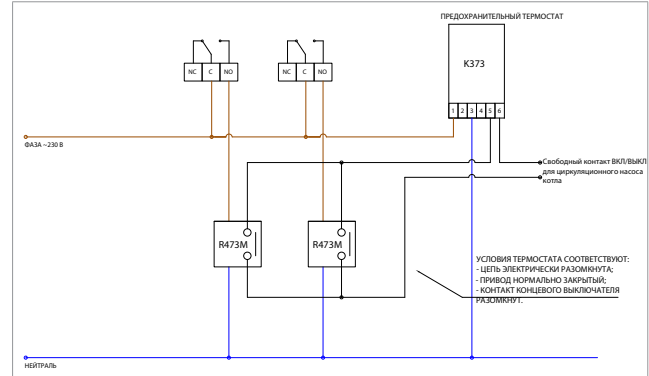 ПРЕДОХРАНИТЕЛЬНЫЙ ТЕРМОСТАТ
K373
NC C NO
NC C NO
1 2 3 4 5 6
ФАЗА ~230 В
Свободный контакт ВКЛ/ВЫКЛ
для циркуляционного насоса
котла
R473M
R473M
УСЛОВИЯ ТЕРМОСТАТА СООТВЕТСТВУЮТ:
- ЦЕПЬ ЭЛЕКТРИЧЕСКИ РАЗОМКНУТА;
- ПРИВОД НОРМАЛЬНО ЗАКРЫТЫЙ;
- КОНТАКТ КОНЦЕВОГО ВЫКЛЮЧАТЕЛЯ
РАЗОМКНУТ.
НЕЙТРАЛЬ